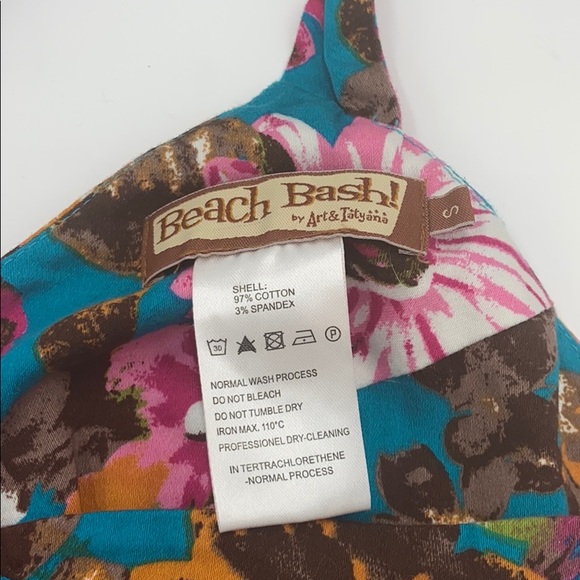 Beach Bash!
by Art&Tatyana
S
SHELL:
97% COTTON
3% SPANDEX
30
P
NORMAL WASH PROCESS
DO NOT BLEACH
DO NOT TUMBLE DRY
IRON MAX. 110°C
PROFESSIONEL DRY-CLEANING
IN TERTRACHLORETHENE
-NORMAL PROCESS